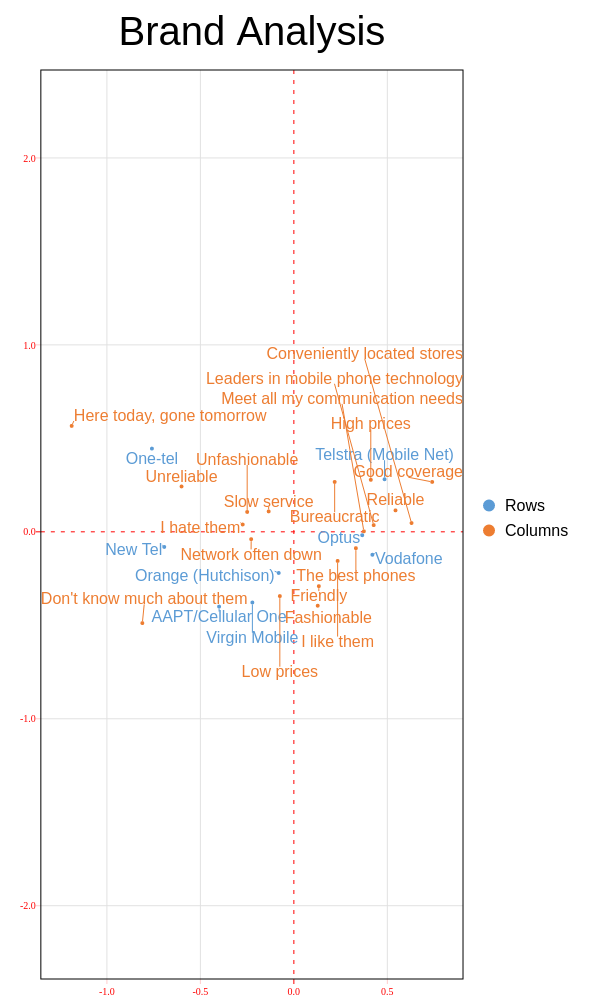 Brand Analysis
2.0
1.0
Conveniently located stores
Leaders in mobile phone technology
Meet all my communication needs
Here today, gone tomorrow
High prices
One-tel
Unfashionable
Telstra (Mobile Net)
Unreliable
Good coverage
Slow service
Reliable
Rows
Bureaucratic
I hate them
0.0
Optus
Columns
New Tel
Network often down
Vodafone
Orange (Hutchison)
The best phones
Don't know much about them
Friendly
AAPT/Cellular One
Fashionable
Virgin Mobile
I like them
Low prices
-1.0
-2.0
-1.0 -0.5 0.0 0.5